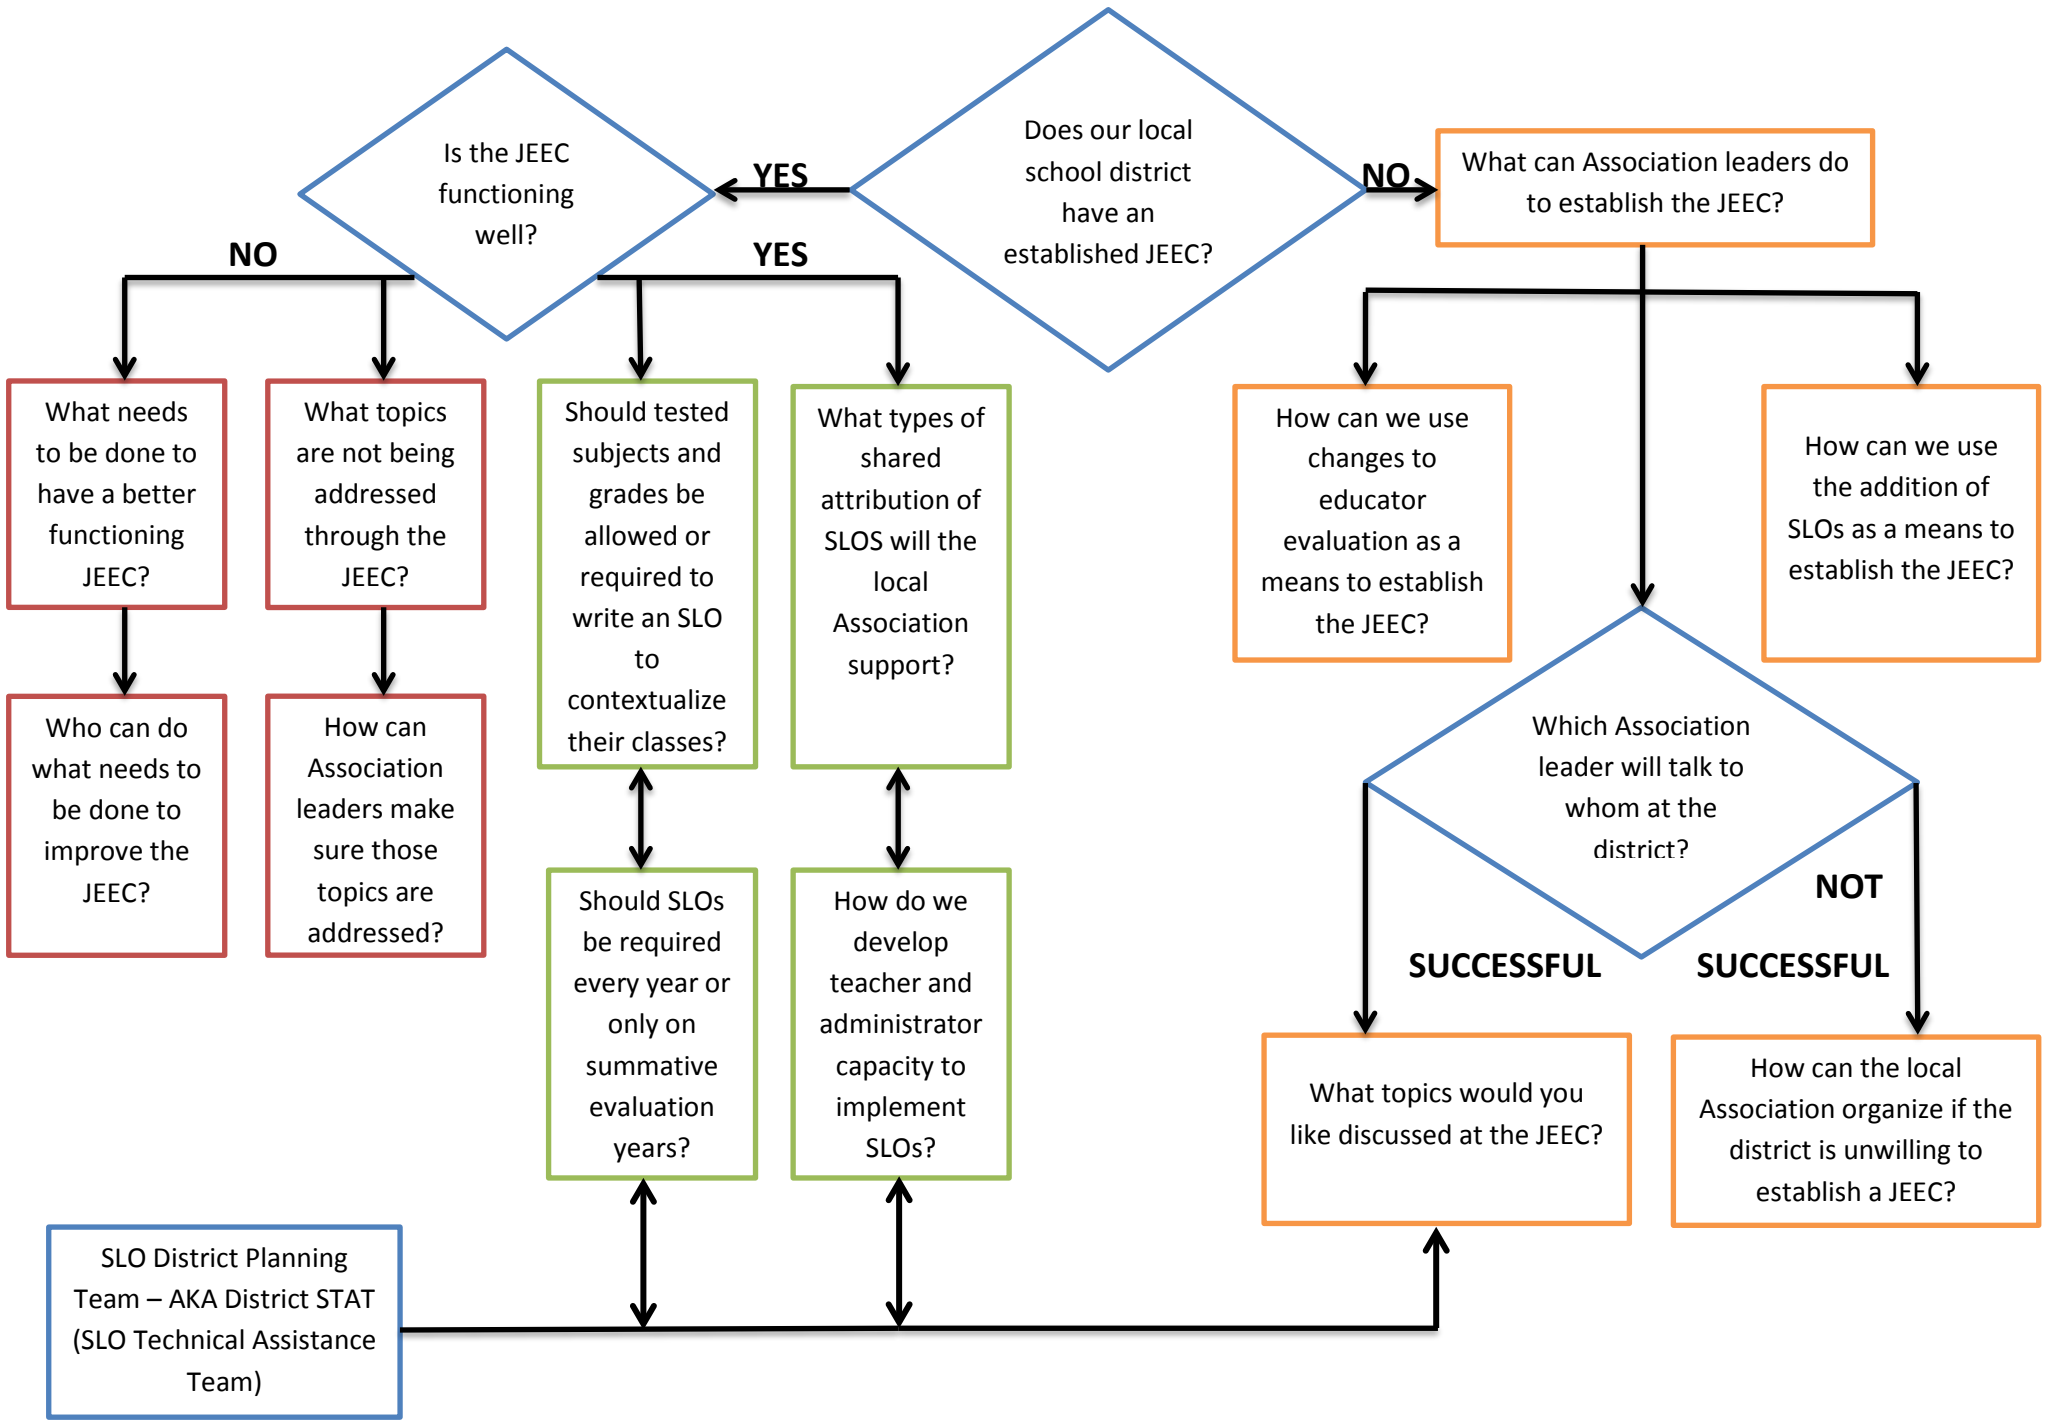 Does our local
school district
have an
established JEEC?
YES
NO
Is the JEEC
functioning
well?
NO
YES
What can Association leaders do
to establish the JEEC?
What needs
to be done to
have a better
functioning
JEEC?
What topics
are not being
addressed
through the
JEEC?
Should tested
subjects and
grades be
allowed or
required to
write an SLO
to
contextualize
their classes?
What types of
shared
attribution of
SLOS will the
local
Association
support?
How can we use
changes to
educator
evaluation as a
means to establish
the JEEC?
How can we use
the addition of
SLOs as a means to
establish the JEEC?
Who can do
what needs to
be done to
improve the
JEEC?
How can
Association
leaders make
sure those
topics are
addressed?
Which Association
leader will talk to
whom at the
district?
Should SLOs
be required
every year or
only on
summative
evaluation
years?
How do we
develop
teacher and
administrator
capacity to
implement
SLOs?
SUCCESSFUL
NOT
SUCCESSFUL
What topics would you
like discussed at the JEEC?
How can the local
Association organize if the
district is unwilling to
establish a JEEC?
SLO District Planning
Team – AKA District STAT
(SLO Technical Assistance
Team)